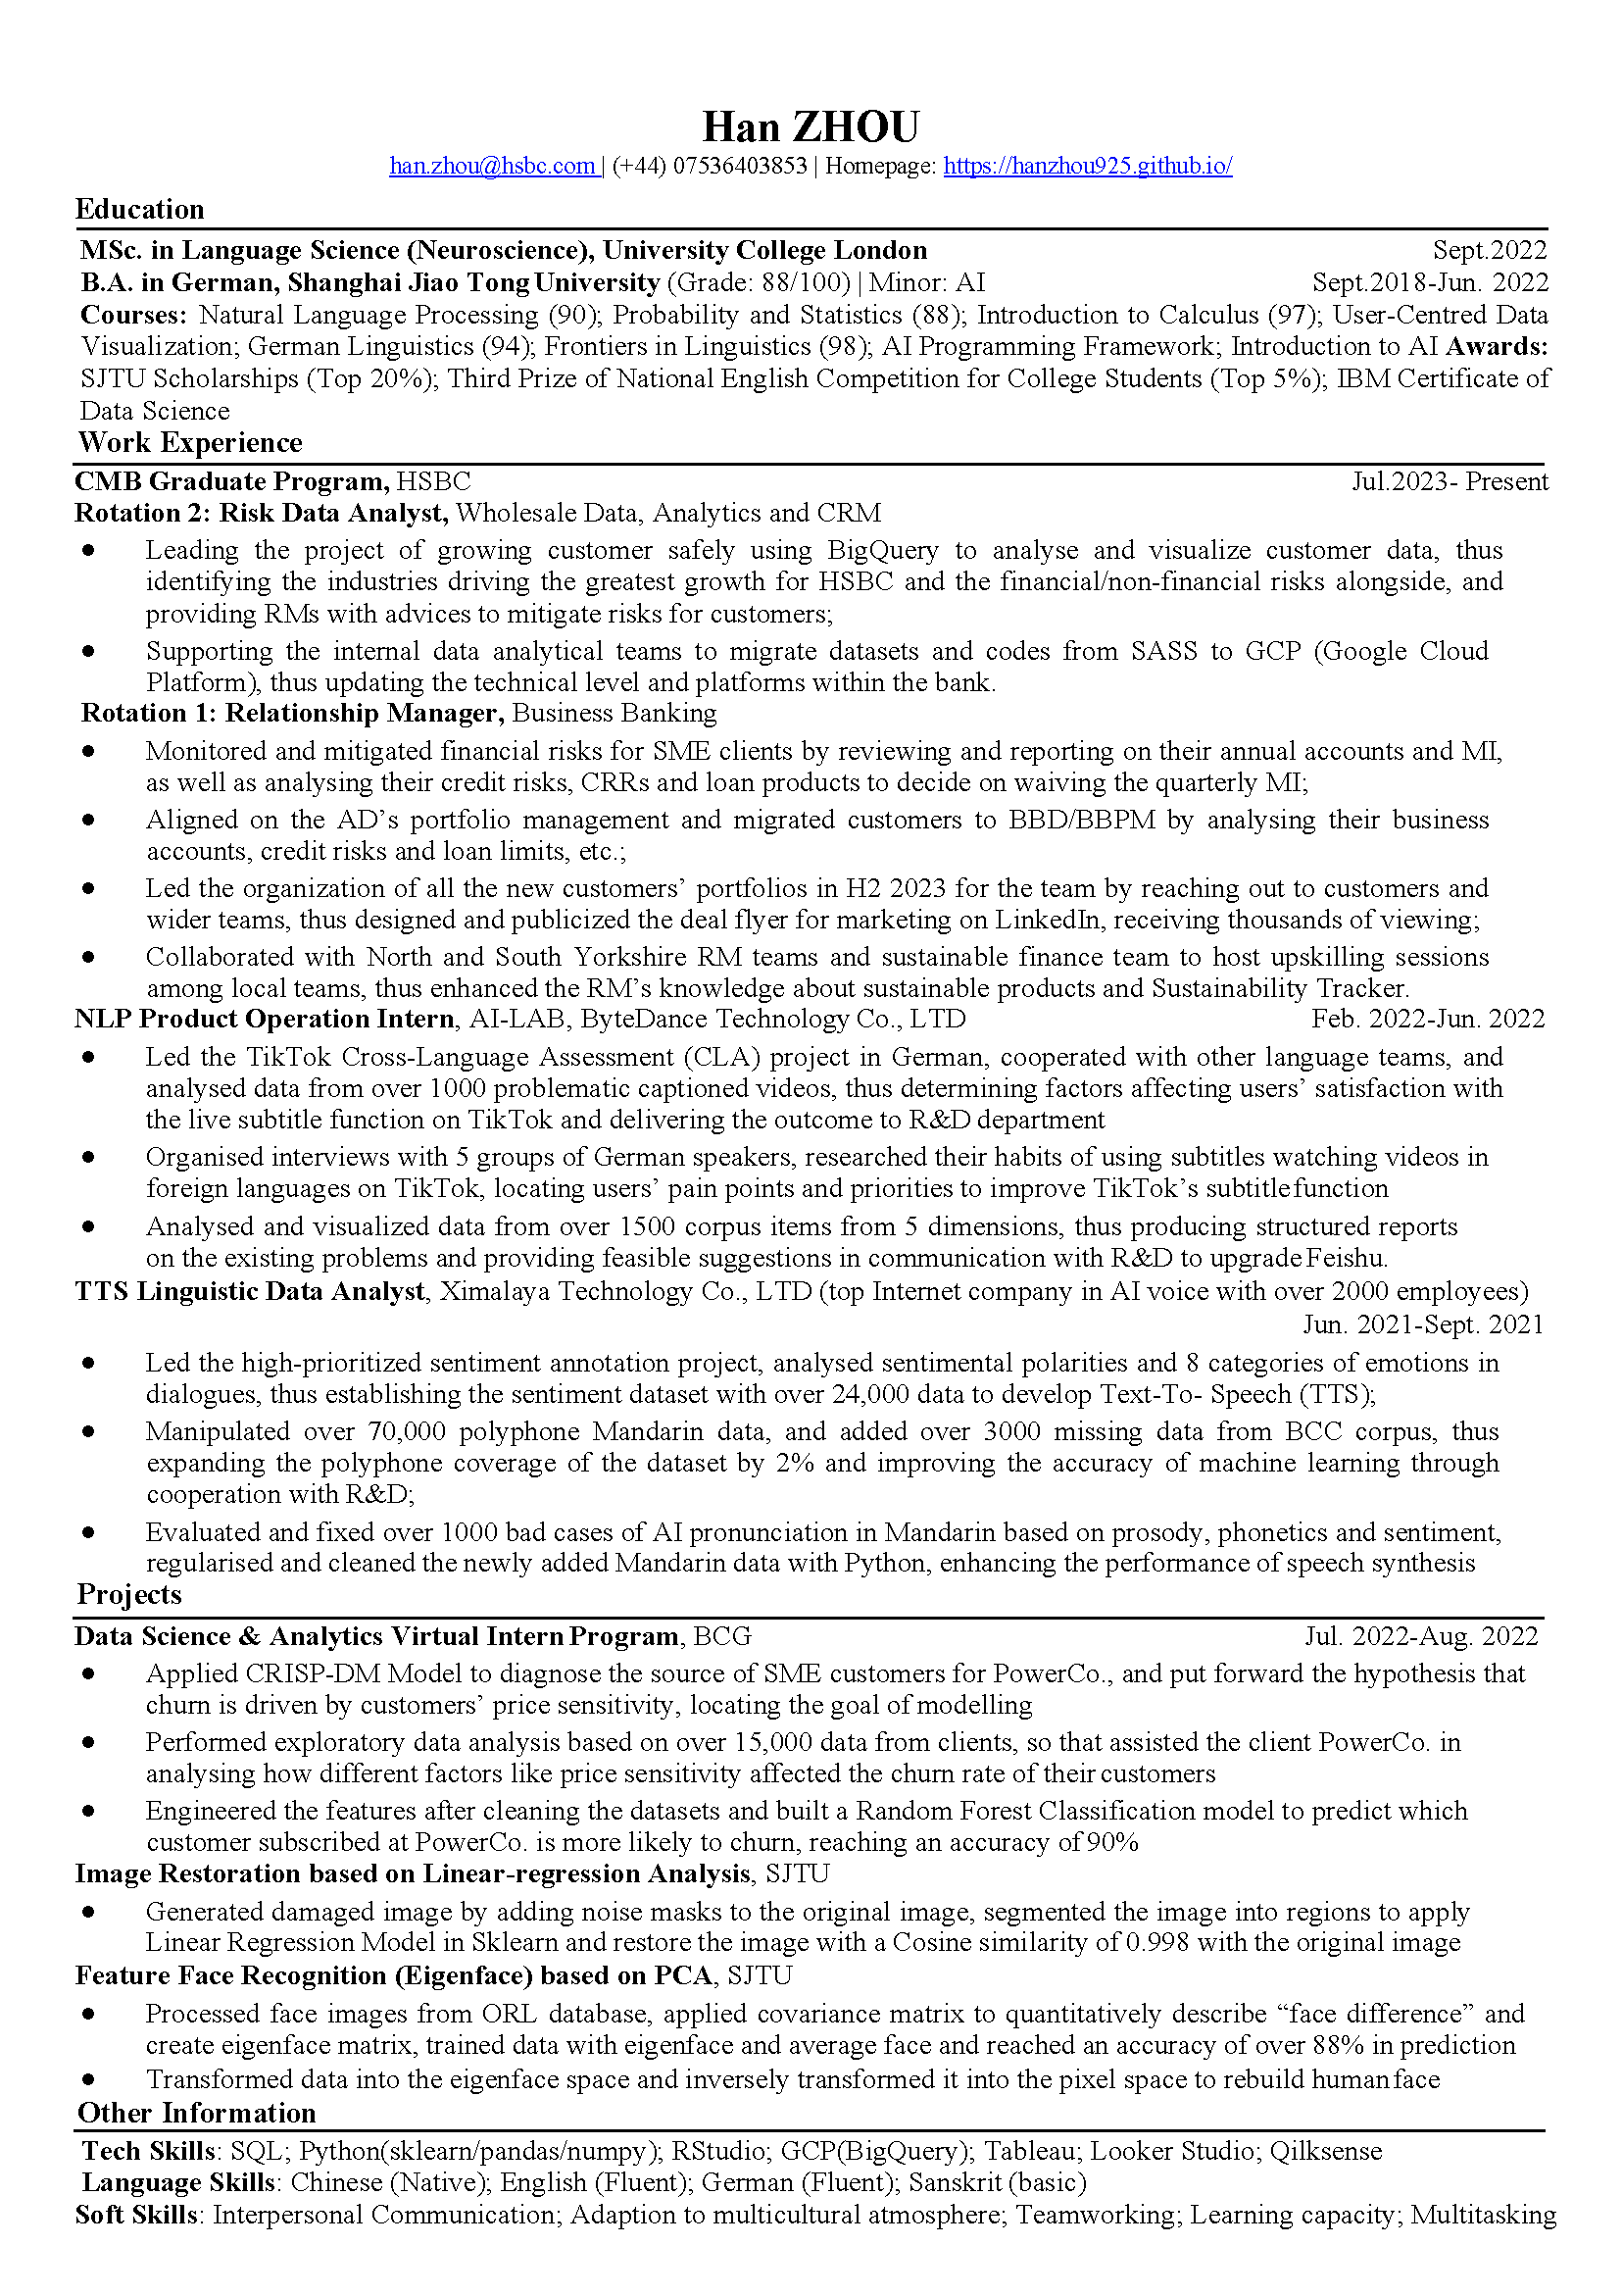 Han ZHOU
han.zhou@hsbc.com | (+44) 07536403853 | Homepage: https://hanzhou925.github.io/
Education
MSc. in Language Science (Neuroscience), University College London Sept.2022
B.A. in German, Shanghai Jiao Tong University (Grade: 88/100) | Minor: AI Sept.2018-Jun. 2022
Courses: Natural Language Processing (90); Probability and Statistics (88); Introduction to Calculus (97); User-Centred Data
Visualization; German Linguistics (94); Frontiers in Linguistics (98); AI Programming Framework; Introduction to AI Awards:
SJTU Scholarships (Top 20%); Third Prize of National English Competition for College Students (Top 5%); IBM Certificate of
Data Science
Work Experience
CMB Graduate Program, HSBC Jul.2023- Present
Rotation 2: Risk Data Analyst, Wholesale Data, Analytics and CRM
● Leading the project of growing customer safely using BigQuery to analyse and visualize customer data, thus
identifying the industries driving the greatest growth for HSBC and the financial/non-financial risks alongside, and
providing RMs with advices to mitigate risks for customers;
● Supporting the internal data analytical teams to migrate datasets and codes from SASS to GCP (Google Cloud
Platform), thus updating the technical level and platforms within the bank.
Rotation 1: Relationship Manager, Business Banking
● Monitored and mitigated financial risks for SME clients by reviewing and reporting on their annual accounts and MI,
as well as analysing their credit risks, CRRs and loan products to decide on waiving the quarterly MI;
● Aligned on the AD’s portfolio management and migrated customers to BBD/BBPM by analysing their business
accounts, credit risks and loan limits, etc.;
● Led the organization of all the new customers’ portfolios in H2 2023 for the team by reaching out to customers and
wider teams, thus designed and publicized the deal flyer for marketing on LinkedIn, receiving thousands of viewing;
● Collaborated with North and South Yorkshire RM teams and sustainable finance team to host upskilling sessions
among local teams, thus enhanced the RM’s knowledge about sustainable products and Sustainability Tracker.
NLP Product Operation Intern, AI-LAB, ByteDance Technology Co., LTD Feb. 2022-Jun. 2022
● Led the TikTok Cross-Language Assessment (CLA) project in German, cooperated with other language teams, and
analysed data from over 1000 problematic captioned videos, thus determining factors affecting users’ satisfaction with
the live subtitle function on TikTok and delivering the outcome to R&D department
● Organised interviews with 5 groups of German speakers, researched their habits of using subtitles watching videos in
foreign languages on TikTok, locating users’ pain points and priorities to improve TikTok’s subtitle function
● Analysed and visualized data from over 1500 corpus items from 5 dimensions, thus producing structured reports
on the existing problems and providing feasible suggestions in communication with R&D to upgrade Feishu.
TTS Linguistic Data Analyst, Ximalaya Technology Co., LTD (top Internet company in AI voice with over 2000 employees)
Jun. 2021-Sept. 2021
● Led the high-prioritized sentiment annotation project, analysed sentimental polarities and 8 categories of emotions in
dialogues, thus establishing the sentiment dataset with over 24,000 data to develop Text-To- Speech (TTS);
● Manipulated over 70,000 polyphone Mandarin data, and added over 3000 missing data from BCC corpus, thus
expanding the polyphone coverage of the dataset by 2% and improving the accuracy of machine learning through
cooperation with R&D;
● Evaluated and fixed over 1000 bad cases of AI pronunciation in Mandarin based on prosody, phonetics and sentiment,
regularised and cleaned the newly added Mandarin data with Python, enhancing the performance of speech synthesis
Projects
Data Science & Analytics Virtual Intern Program, BCG Jul. 2022-Aug. 2022
● Applied CRISP-DM Model to diagnose the source of SME customers for PowerCo., and put forward the hypothesis that
churn is driven by customers’ price sensitivity, locating the goal of modelling
● Performed exploratory data analysis based on over 15,000 data from clients, so that assisted the client PowerCo. in
analysing how different factors like price sensitivity affected the churn rate of their customers
● Engineered the features after cleaning the datasets and built a Random Forest Classification model to predict which
customer subscribed at PowerCo. is more likely to churn, reaching an accuracy of 90%
Image Restoration based on Linear-regression Analysis, SJTU
● Generated damaged image by adding noise masks to the original image, segmented the image into regions to apply
Linear Regression Model in Sklearn and restore the image with a Cosine similarity of 0.998 with the original image
Feature Face Recognition (Eigenface) based on PCA, SJTU
● Processed face images from ORL database, applied covariance matrix to quantitatively describe “face difference” and
create eigenface matrix, trained data with eigenface and average face and reached an accuracy of over 88% in prediction
● Transformed data into the eigenface space and inversely transformed it into the pixel space to rebuild human face
Other Information
Tech Skills: SQL; Python(sklearn/pandas/numpy); RStudio; GCP(BigQuery); Tableau; Looker Studio; Qilksense
Language Skills: Chinese (Native); English (Fluent); German (Fluent); Sanskrit (basic)
Soft Skills: Interpersonal Communication; Adaption to multicultural atmosphere; Teamworking; Learning capacity; Multitasking